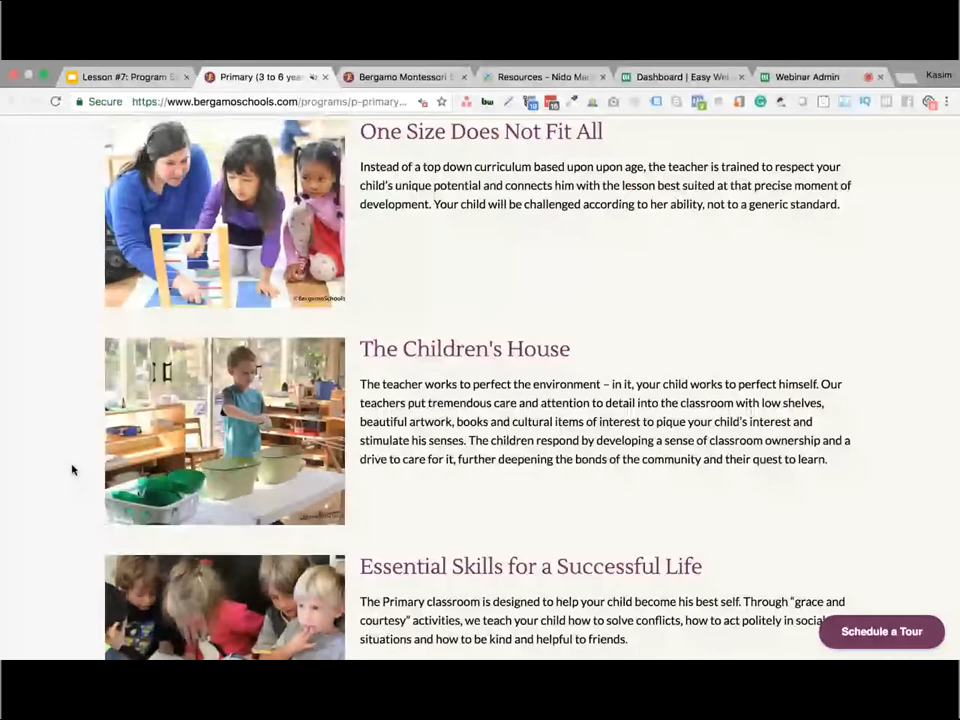 Lesson #7: Program S
Primary (3 to 6 yea
Bergamo Montessori
Resources - Nido Ma
Dashboard | Easy We
Webinar Admin
Kasim
Secure
https://www.bergamoschools.com/programs/p-primary...
One Size Does Not Fit All
Instead of a top down curriculum based upon upon age, the teacher is trained to respect your
child's unique potential and connects him with the lesson best suited at that precise moment of
development. Your child will be challenged according to her ability, not to a generic standard.
©BergamoSchools
The Children's House
The teacher works to perfect the environment – in it, your child works to perfect himself. Our
teachers put tremendous care and attention to detail into the classroom with low shelves,
beautiful artwork, books and cultural items of interest to pique your child's interest and
stimulate his senses. The children respond by developing a sense of classroom ownership and a
drive to care for it, further deepening the bonds of the community and their quest to learn.
Essential Skills for a Successful Life
The Primary classroom is designed to help your child become his best self. Through "grace and
courtesy" activities, we teach your child how to solve conflicts, how to act politely in social
situations and how to be kind and helpful to friends.
Schedule a Tour